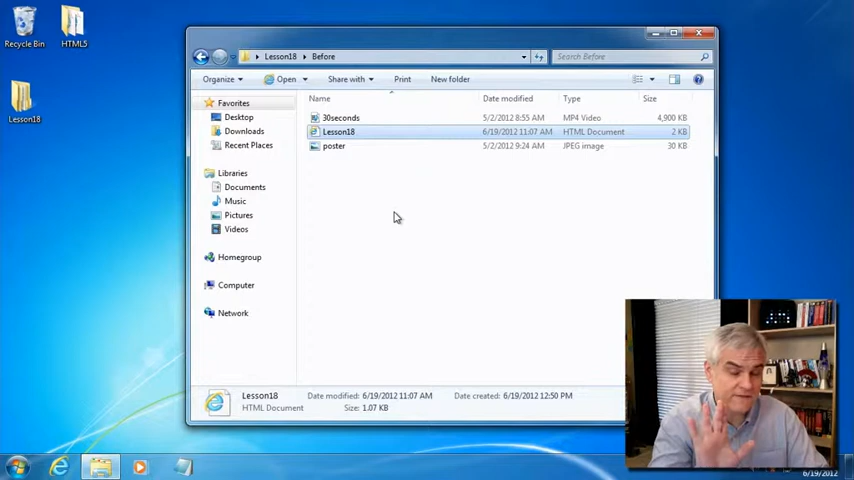 Recycle Bin
HTML5
Lesson18
Lesson18 Before
Search Before
Organize Open Share with Print New folder
Favorites
Desktop
Downloads
Recent Places
Libraries
Documents
Music
Pictures
Videos
Homegroup
Computer
Network
Name Date modified Type Size
30seconds 5/2/2012 8:55 AM MP4 Video 4,900 KB
Lesson18 6/19/2012 11:07 AM HTML Document 2 KB
poster 5/2/2012 9:24 AM JPEG image 30 KB
Lesson18 Date modified: 6/19/2012 11:07 AM Date created: 6/19/2012 12:50 PM
HTML Document Size: 1.07 KB
6/19/2012